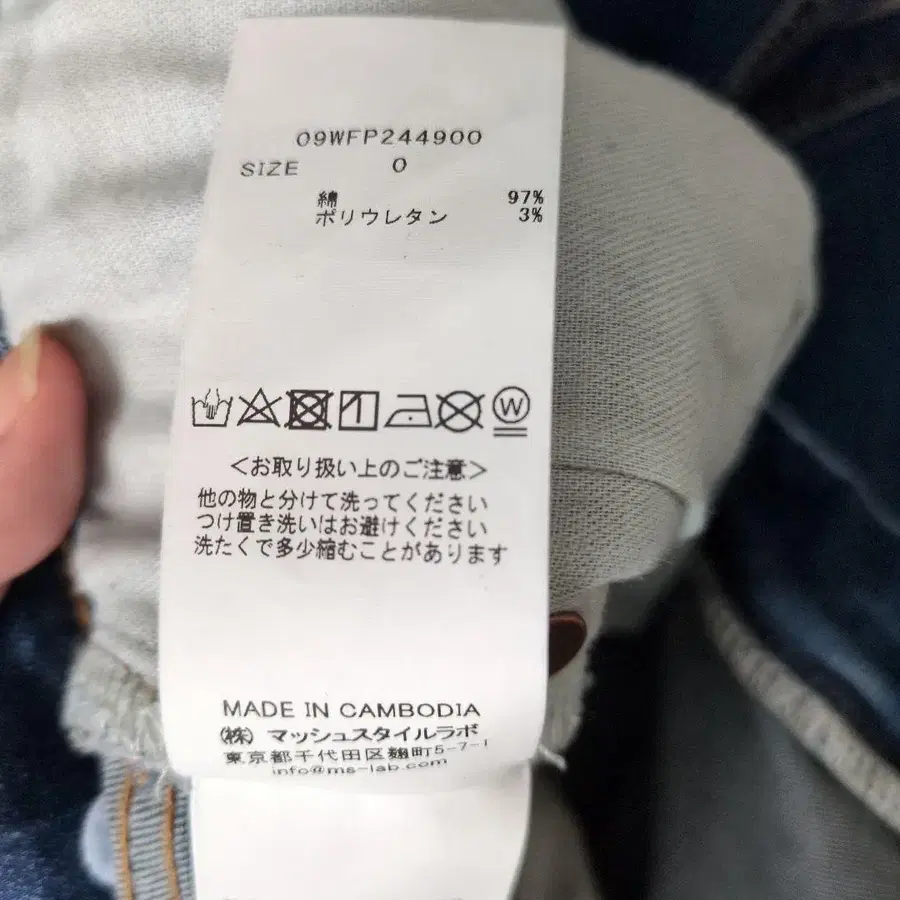 09WFP244900
SIZE 0
綿 97%
ポリウレタン 3%
W
<お取り扱い上のご注意>
他の物と分けて洗ってください
つけ置き洗いはお避けください
洗たくで多少縮むことがあります
MADE IN CAMBODIA
(株) マッシュスタイルラボ
東京都千代田区麹町5-7-1
info@ms-lab.com